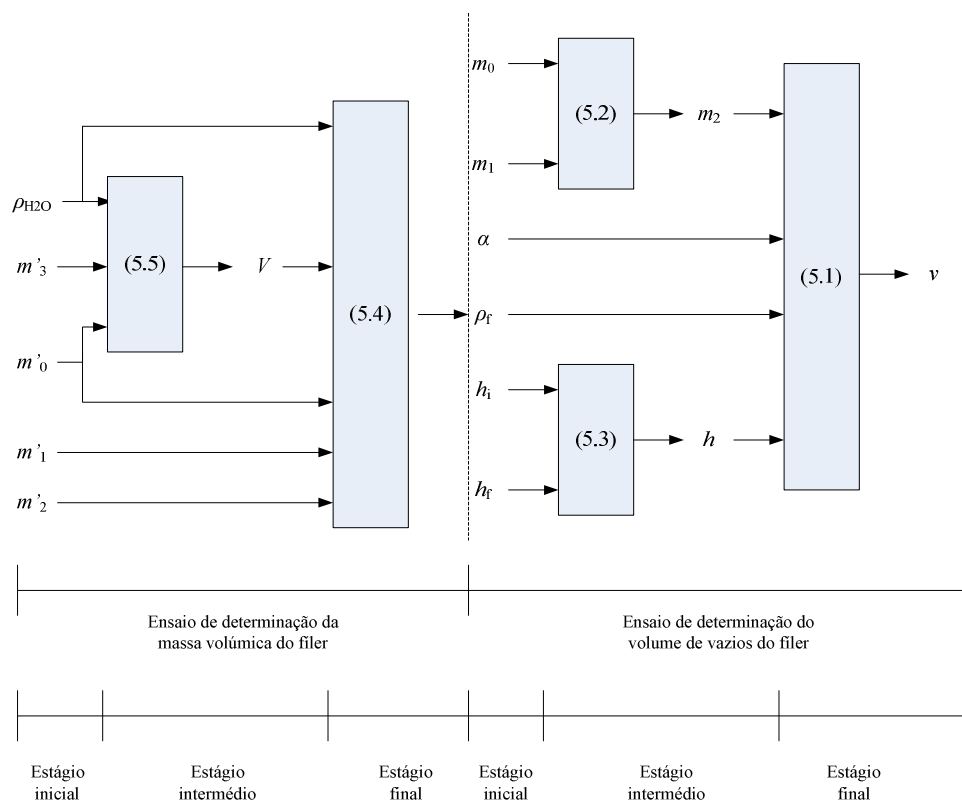 m0
(5.2)
m2
m1
ρH2O
(5.5)
m'3
V
(5.4)
α
(5.1)
v
ρf
m'0
hi
(5.3)
h
m'1
hf
m'2
Ensaio de determinação da
massa volúmica do fíler
Ensaio de determinação do
volume de vazios do fíler
Estágio
inicial
Estágio
intermédio
Estágio
final
Estágio
inicial
Estágio
intermédio
Estágio
final